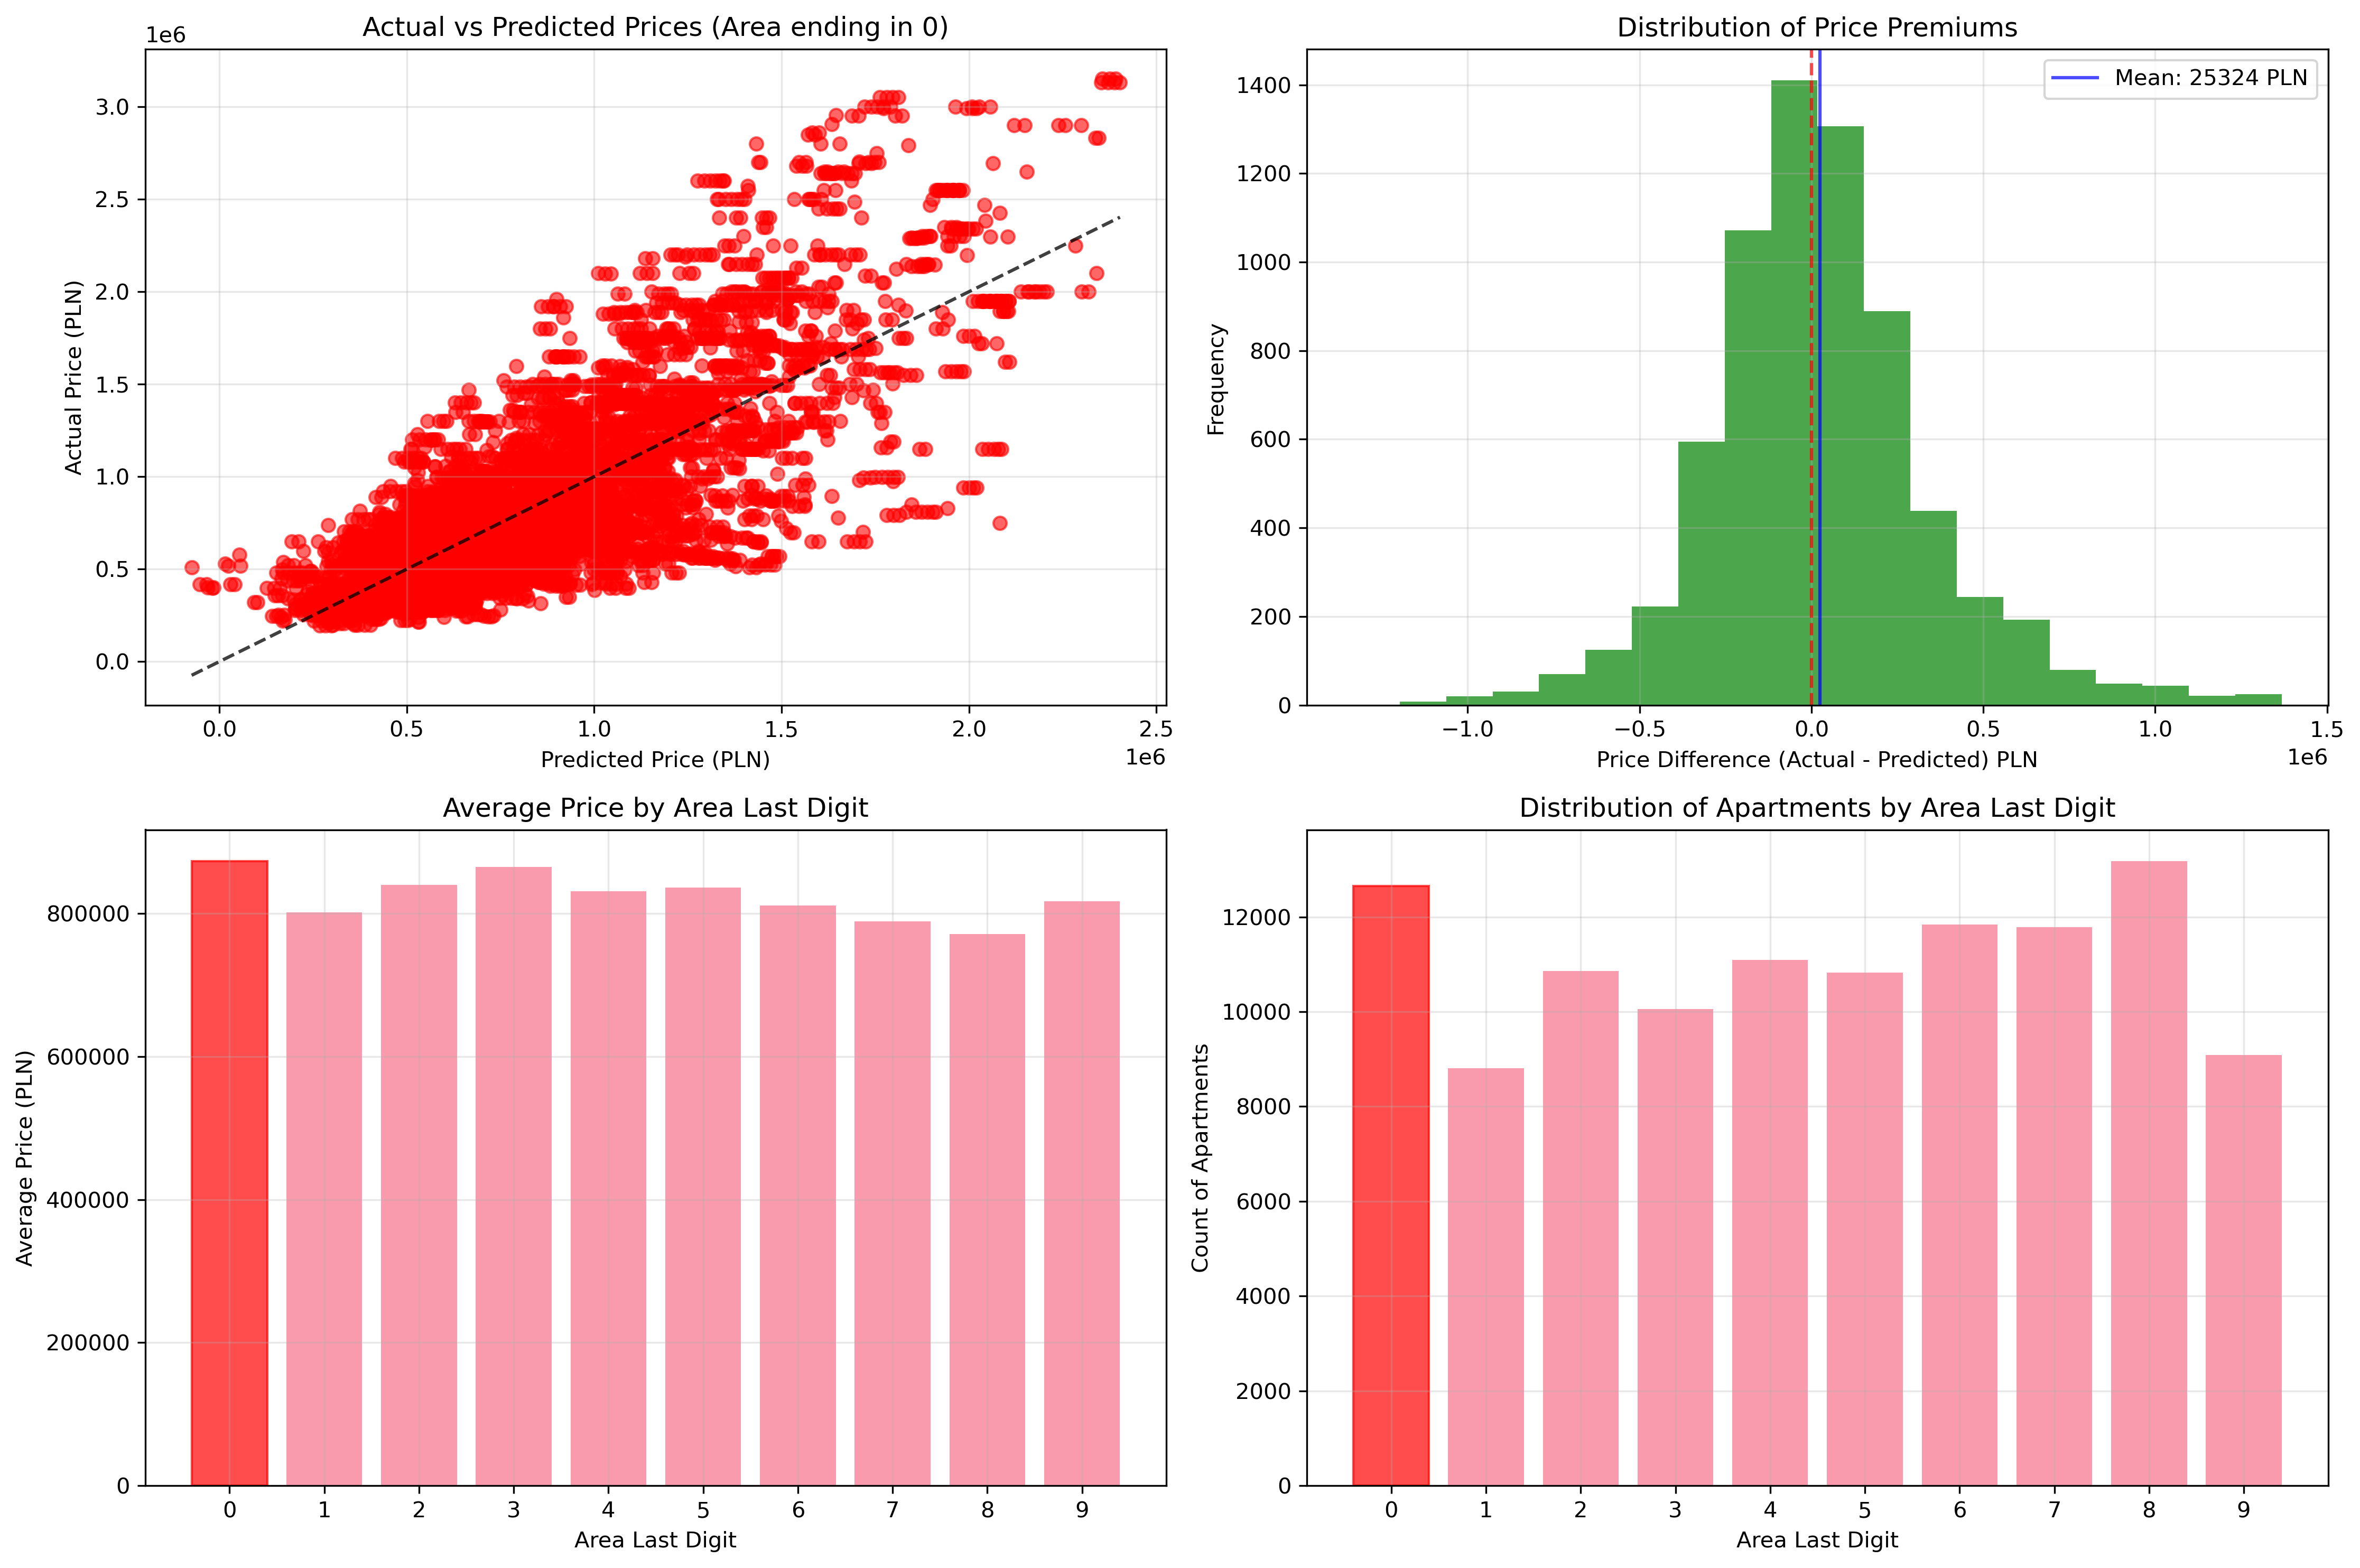 Actual vs Predicted Prices (Area ending in 0)
1e6
3.0
2.5
2.0
1.5
1.0
0.5
0.0
Actual Price (PLN)
0.0 0.5 1.0 1.5 2.0 2.5
1e6
Predicted Price (PLN)
Distribution of Price Premiums
Mean: 25324 PLN
1400
1200
1000
800
600
400
200
0
Frequency
−1.0 −0.5 0.0 0.5 1.0 1.5
1e6
Price Difference (Actual - Predicted) PLN
Average Price by Area Last Digit
800000
600000
400000
200000
0
Average Price (PLN)
0 1 2 3 4 5 6 7 8 9
Area Last Digit
Distribution of Apartments by Area Last Digit
12000
10000
8000
6000
4000
2000
0
Count of Apartments
0 1 2 3 4 5 6 7 8 9
Area Last Digit